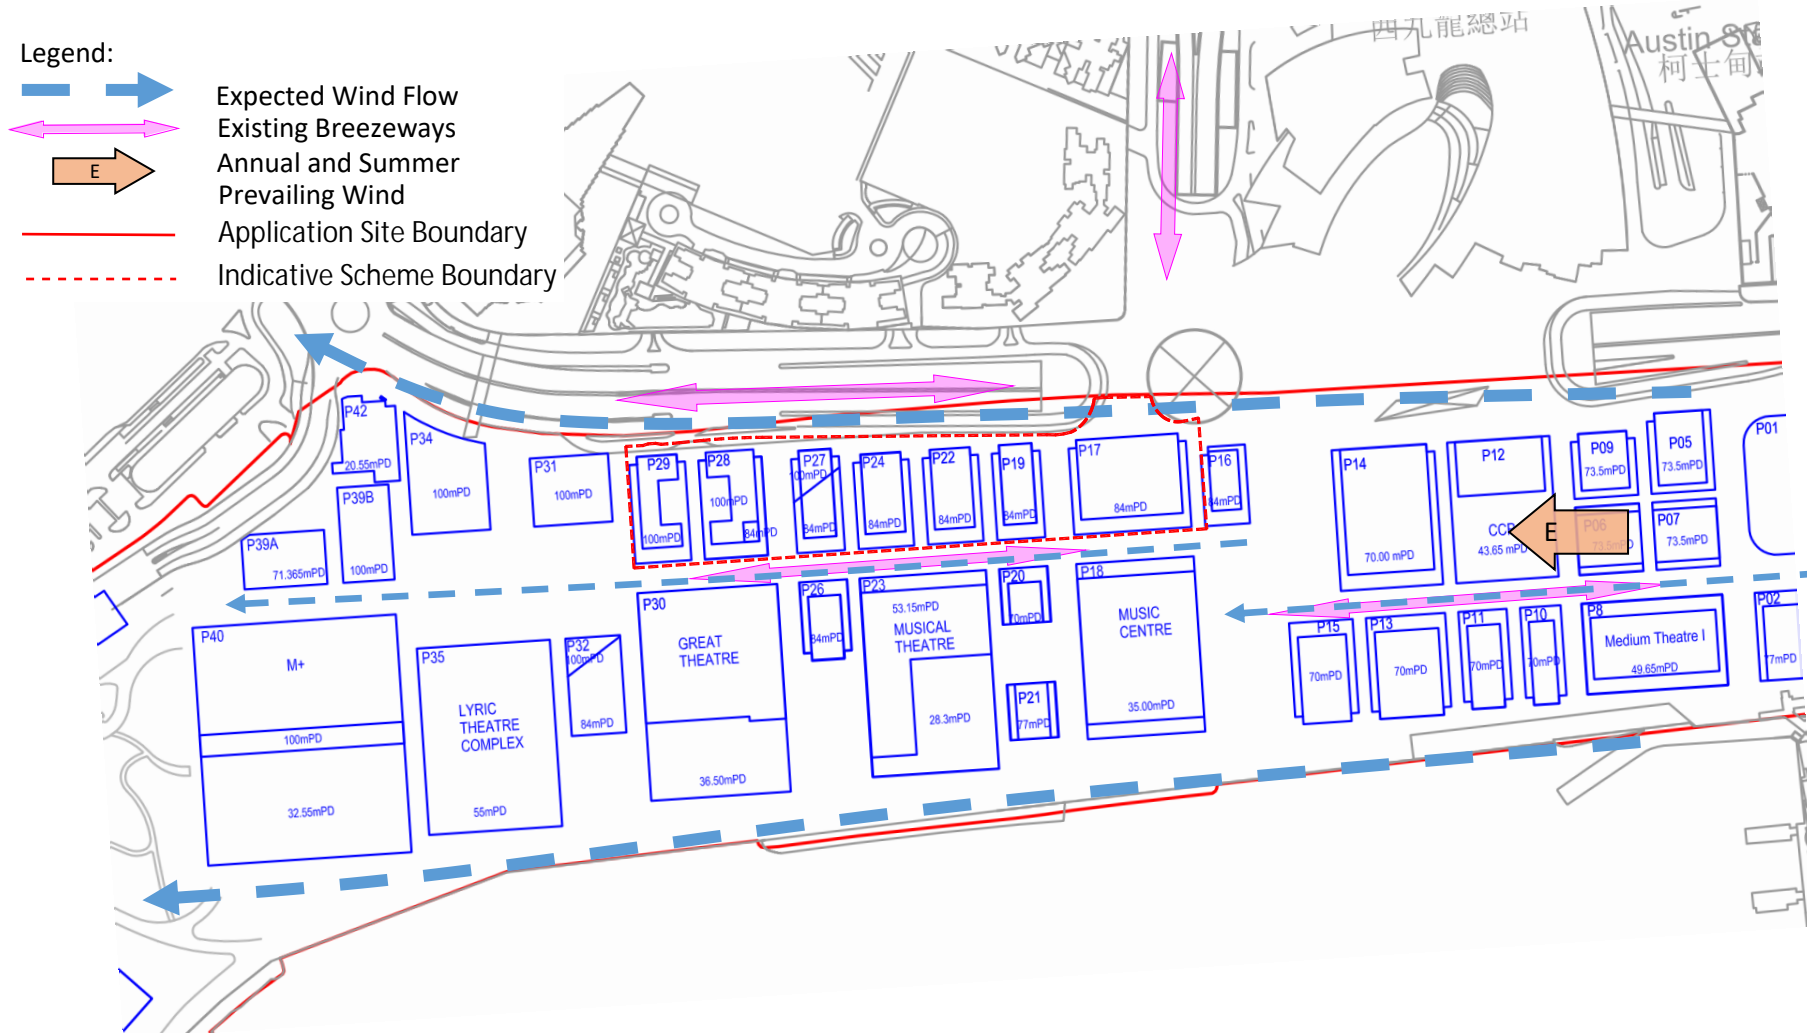 西九龍總站
Austin Sta
柯士甸
Legend:
Expected Wind Flow
Existing Breezeways
E
Annual and Summer
Prevailing Wind
Application Site Boundary
Indicative Scheme Boundary
P42
20.55mPD
P34
100mPD
P31
100mPD
P29
100mPD
P28
100mPD
84mPD
P27
100mPD
84mPD
P24
84mPD
P22
84mPD
P19
84mPD
P17
84mPD
P16
84mPD
P14
70.00 mPD
P12
CCP
43.65 mPD
E
P09
73.5mPD
P05
73.5mPD
P06
73.5mPD
P07
73.5mPD
P01
P39B
100mPD
P39A
71.365mPD
P40
M+
100mPD
32.55mPD
P35
LYRIC
THEATRE
COMPLEX
55mPD
P32
100mPD
84mPD
P30
GREAT
THEATRE
36.50mPD
P26
84mPD
P23
53.15mPD
MUSICAL
THEATRE
28.3mPD
P20
70mPD
P21
77mPD
P18
MUSIC
CENTRE
35.00mPD
P15
70mPD
P13
70mPD
P11
70mPD
P10
70mPD
P8
Medium Theatre I
49.65mPD
P02
77mPD